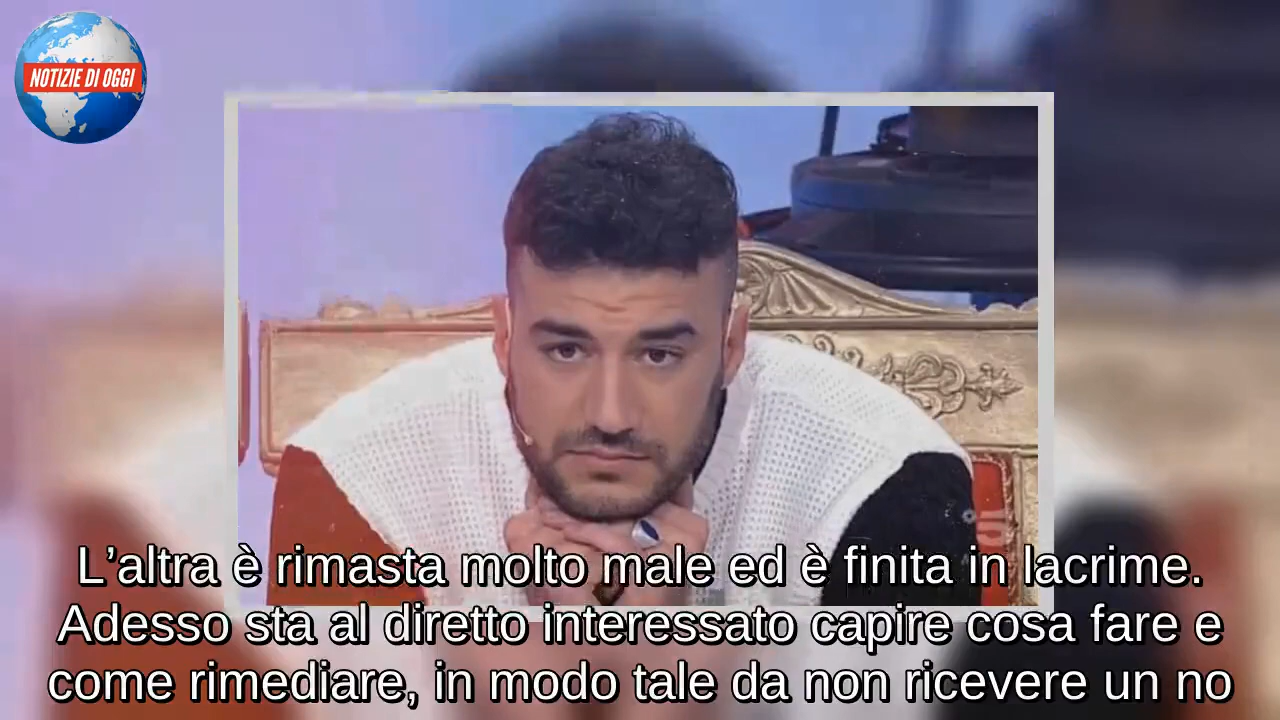 NOTIZIE DI OGGI
L’altra è rimasta molto male ed è finita in lacrime.
Adesso sta al diretto interessato capire cosa fare e
come rimediare, in modo tale da non ricevere un no